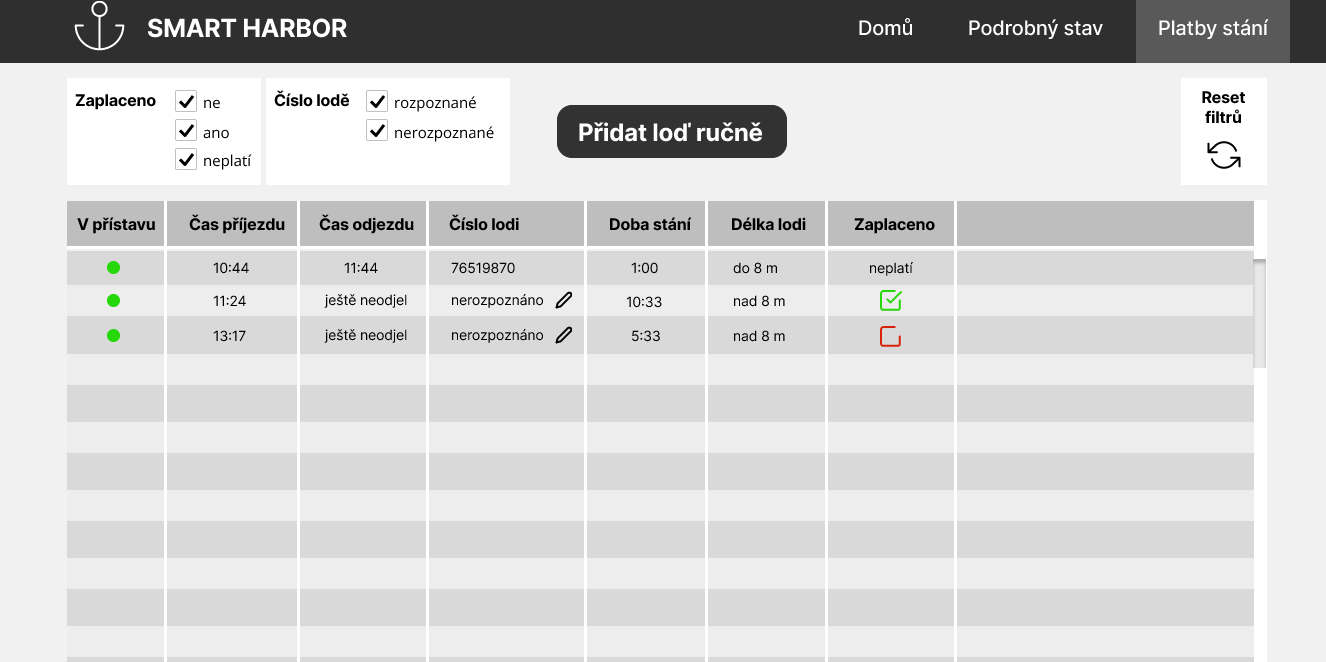 SMART HARBOR
Domů
Podrobný stav
Platby stání
Zaplaceno
ne
ano
neplatí
Číslo lodě
rozpoznané
nerozpoznané
Přidat loď ručně
Reset
filtrů
V přístavu Čas příjezdu Čas odjezdu Číslo lodi Doba stání Délka lodi Zaplaceno
10:44 11:44 76519870 1:00 do 8 m neplatí
11:24 ještě neodjel nerozpoznáno 10:33 nad 8 m
13:17 ještě neodjel nerozpoznáno 5:33 nad 8 m